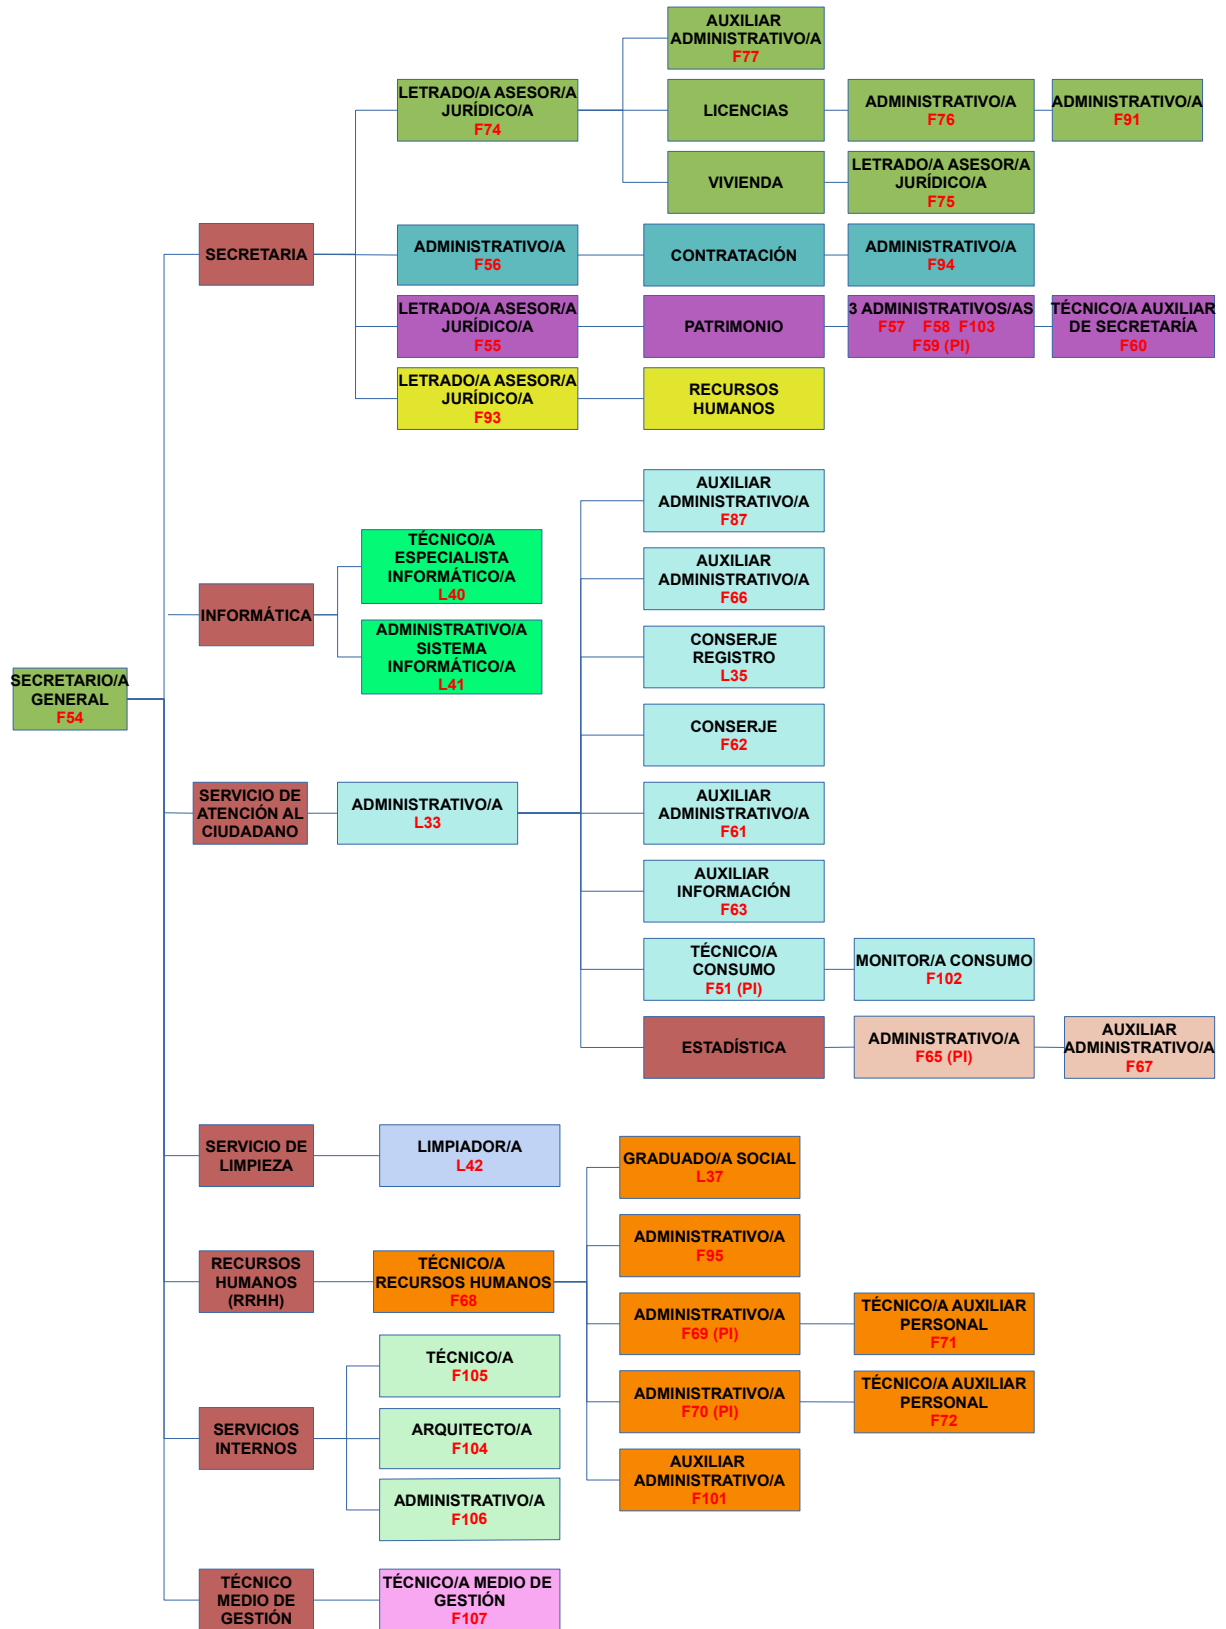 AUXILIAR
ADMINISTRATIVO/A
F77
LETRADO/A ASESOR/A
JURÍDICO/A
F74
LICENCIAS
ADMINISTRATIVO/A
F76
ADMINISTRATIVO/A
F91
VIVIENDA
LETRADO/A ASESOR/A
JURÍDICO/A
F75
SECRETARIA
ADMINISTRATIVO/A
F56
CONTRATACIÓN
ADMINISTRATIVO/A
F94
LETRADO/A ASESOR/A
JURÍDICO/A
F55
PATRIMONIO
3 ADMINISTRATIVOS/AS
F57 F58 F103
F59 (PI)
TÉCNICO/A AUXILIAR
DE SECRETARÍA
F60
LETRADO/A ASESOR/A
JURÍDICO/A
F93
RECURSOS
HUMANOS
AUXILIAR
ADMINISTRATIVO/A
F87
INFORMÁTICA
TÉCNICO/A
ESPECIALISTA
INFORMÁTICO/A
L40
ADMINISTRATIVO/A
SISTEMA
INFORMÁTICO/A
L41
AUXILIAR
ADMINISTRATIVO/A
F66
CONSERJE
REGISTRO
L35
SECRETARIO/A
GENERAL
F54
CONSERJE
F62
SERVICIO DE
ATENCIÓN AL
CIUDADANO
ADMINISTRATIVO/A
L33
AUXILIAR
ADMINISTRATIVO/A
F61
AUXILIAR
INFORMACIÓN
F63
TÉCNICO/A
CONSUMO
F51 (PI)
MONITOR/A CONSUMO
F102
ESTADÍSTICA
ADMINISTRATIVO/A
F65 (PI)
AUXILIAR
ADMINISTRATIVO/A
F67
SERVICIO DE
LIMPIEZA
LIMPIADOR/A
L42
GRADUADO/A SOCIAL
L37
ADMINISTRATIVO/A
F95
RECURSOS
HUMANOS
(RRHH)
TÉCNICO/A
RECURSOS HUMANOS
F68
ADMINISTRATIVO/A
F69 (PI)
TÉCNICO/A AUXILIAR
PERSONAL
F71
ADMINISTRATIVO/A
F70 (PI)
TÉCNICO/A AUXILIAR
PERSONAL
F72
AUXILIAR
ADMINISTRATIVO/A
F101
SERVICIOS
INTERNOS
TÉCNICO/A
F105
ARQUITECTO/A
F104
ADMINISTRATIVO/A
F106
TÉCNICO
MEDIO DE
GESTIÓN
TÉCNICO/A MEDIO DE
GESTIÓN
F107